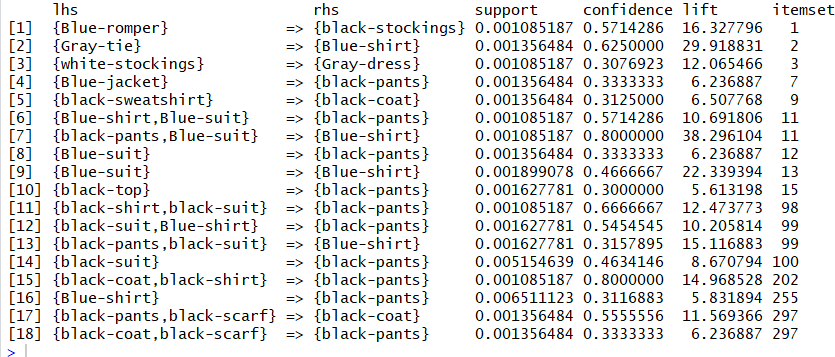 lhs                           rhs               support     confidence lift      itemset
[1]  {Blue-romper}              => {black-stockings} 0.001085187 0.5714286  16.327796   1
[2]  {Gray-tie}                 => {Blue-shirt}      0.001356484 0.6250000  29.918831   2
[3]  {white-stockings}          => {Gray-dress}      0.001085187 0.3076923  12.065466   3
[4]  {Blue-jacket}              => {black-pants}     0.001356484 0.3333333   6.236887   7
[5]  {black-sweatshirt}         => {black-coat}      0.001356484 0.3125000   6.507768   9
[6]  {Blue-shirt,Blue-suit}     => {black-pants}     0.001085187 0.5714286  10.691806  11
[7]  {black-pants,Blue-suit}    => {Blue-shirt}      0.001085187 0.8000000  38.296104  11
[8]  {Blue-suit}                => {black-pants}     0.001356484 0.3333333   6.236887  12
[9]  {Blue-suit}                => {Blue-shirt}      0.001899078 0.4666667  22.339394  13
[10] {black-top}                => {black-pants}     0.001627781 0.3000000   5.613198  15
[11] {black-shirt,black-suit}   => {black-pants}     0.001085187 0.6666667  12.473773  98
[12] {black-suit,Blue-shirt}    => {black-pants}     0.001627781 0.5454545  10.205814  99
[13] {black-pants,black-suit}   => {Blue-shirt}      0.001627781 0.3157895  15.116883  99
[14] {black-suit}               => {black-pants}     0.005154639 0.4634146   8.670794 100
[15] {black-coat,black-shirt}   => {black-pants}     0.001085187 0.8000000  14.968528 202
[16] {Blue-shirt}               => {black-pants}     0.006511123 0.3116883   5.831894 255
[17] {black-pants,black-scarf}  => {black-coat}      0.001356484 0.5555556  11.569366 297
[18] {black-coat,black-scarf}   => {black-pants}     0.001356484 0.3333333   6.236887 297
>